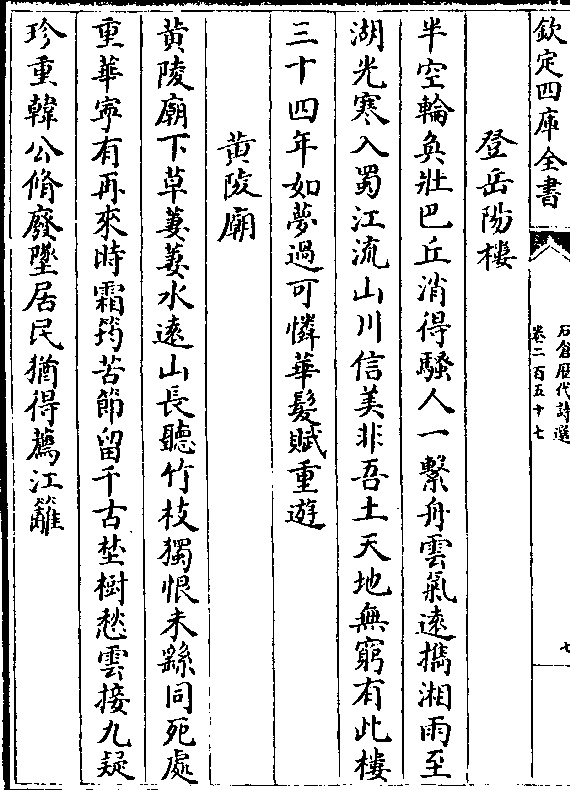 欽定四庫全書
石倉歴代詩選
卷二百五十七
七
登岳陽樓
半空輪奐壯巴丘消得騷人一繫舟雲氣遠擕湘雨至
湖光寒入蜀江流山川信美非吾土天地無窮有此樓
三十四年如夢過可憐華髮賦重遊
黄陵廟
黄陵廟下草萋萋水遠山長聽竹枝獨恨未繇同死處
重華寧有再來時霜筠苦節留千古埜樹愁雲接九疑
珍重韓公脩廢墜居民猶得薦江蘺